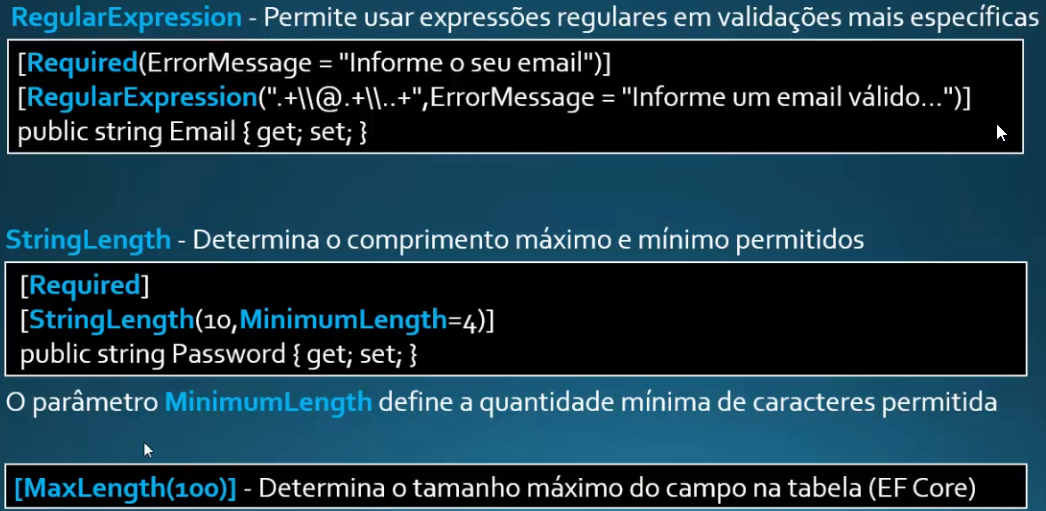 RegularExpression - Permite usar expressões regulares em validações mais específicas
[Required(ErrorMessage = "Informe o seu email")]
[RegularExpression(".+\\@.+\\..+",ErrorMessage = "Informe um email válido...")]
public string Email { get; set; }
StringLength - Determina o comprimento máximo e mínimo permitidos
[Required]
[StringLength(10,MinimumLength=4)]
public string Password { get; set; }
O parâmetro MinimumLength define a quantidade mínima de caracteres permitida
[MaxLength(100)] - Determina o tamanho máximo do campo na tabela (EF Core)